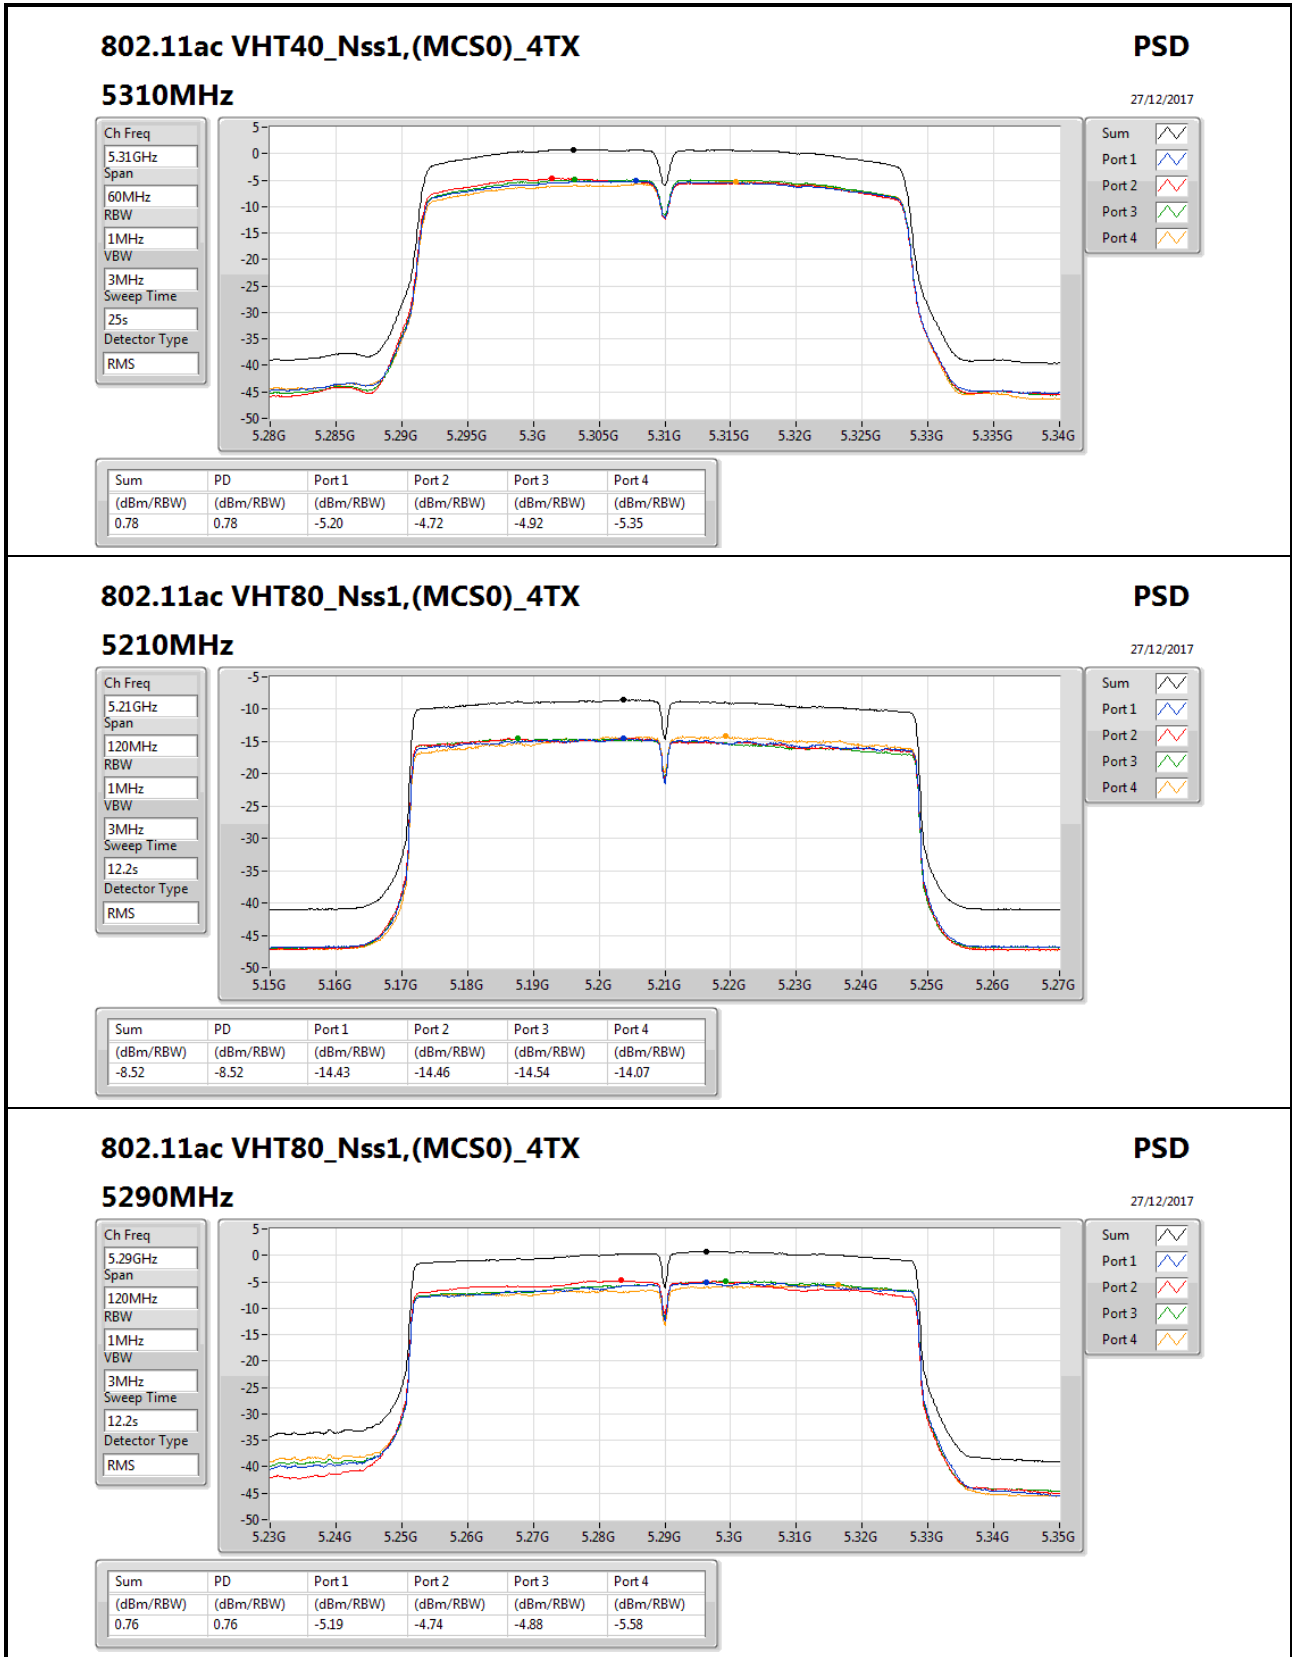 802.11ac VHT40_Nss1,(MCS0)_4TX PSD
5310MHz 27/12/2017
Ch Freq
5.31GHz
Span
60MHz
RBW
1MHz
VBW
3MHz
Sweep Time
25s
Detector Type
RMS
5
0
-5
-10
-15
-20
-25
-30
-35
-40
-45
-50
5.28G 5.285G 5.29G 5.295G 5.3G 5.305G 5.31G 5.315G 5.32G 5.325G 5.33G 5.335G 5.34G
Sum
Port 1
Port 2
Port 3
Port 4
Sum PD Port 1 Port 2 Port 3 Port 4
(dBm/RBW) (dBm/RBW) (dBm/RBW) (dBm/RBW) (dBm/RBW) (dBm/RBW)
0.78 0.78 -5.20 -4.72 -4.92 -5.35
802.11ac VHT80_Nss1,(MCS0)_4TX PSD
5210MHz 27/12/2017
Ch Freq
5.21GHz
Span
120MHz
RBW
1MHz
VBW
3MHz
Sweep Time
12.2s
Detector Type
RMS
-5
-10
-15
-20
-25
-30
-35
-40
-45
-50
5.15G 5.16G 5.17G 5.18G 5.19G 5.2G 5.21G 5.22G 5.23G 5.24G 5.25G 5.26G 5.27G
Sum
Port 1
Port 2
Port 3
Port 4
Sum PD Port 1 Port 2 Port 3 Port 4
(dBm/RBW) (dBm/RBW) (dBm/RBW) (dBm/RBW) (dBm/RBW) (dBm/RBW)
-8.52 -8.52 -14.43 -14.46 -14.54 -14.07
802.11ac VHT80_Nss1,(MCS0)_4TX PSD
5290MHz 27/12/2017
Ch Freq
5.29GHz
Span
120MHz
RBW
1MHz
VBW
3MHz
Sweep Time
12.2s
Detector Type
RMS
5
0
-5
-10
-15
-20
-25
-30
-35
-40
-45
-50
5.23G 5.24G 5.25G 5.26G 5.27G 5.28G 5.29G 5.3G 5.31G 5.32G 5.33G 5.34G 5.35G
Sum
Port 1
Port 2
Port 3
Port 4
Sum PD Port 1 Port 2 Port 3 Port 4
(dBm/RBW) (dBm/RBW) (dBm/RBW) (dBm/RBW) (dBm/RBW) (dBm/RBW)
0.76 0.76 -5.19 -4.74 -4.88 -5.58